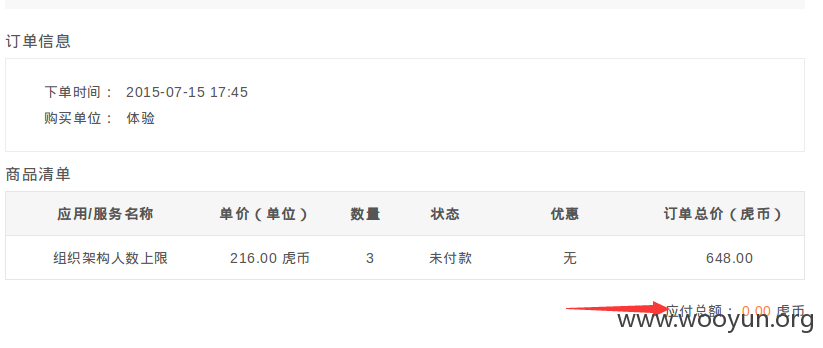 订单信息
下单时间： 2015-07-15 17:45
购买单位： 体验
商品清单
应用/服务名称 单价（单位） 数量 状态 优惠 订单总价（虎币）
组织架构人数上限 216.00 虎币 3 未付款 无 648.00
应付总额： 0.00 虎币
www.wooyun.org